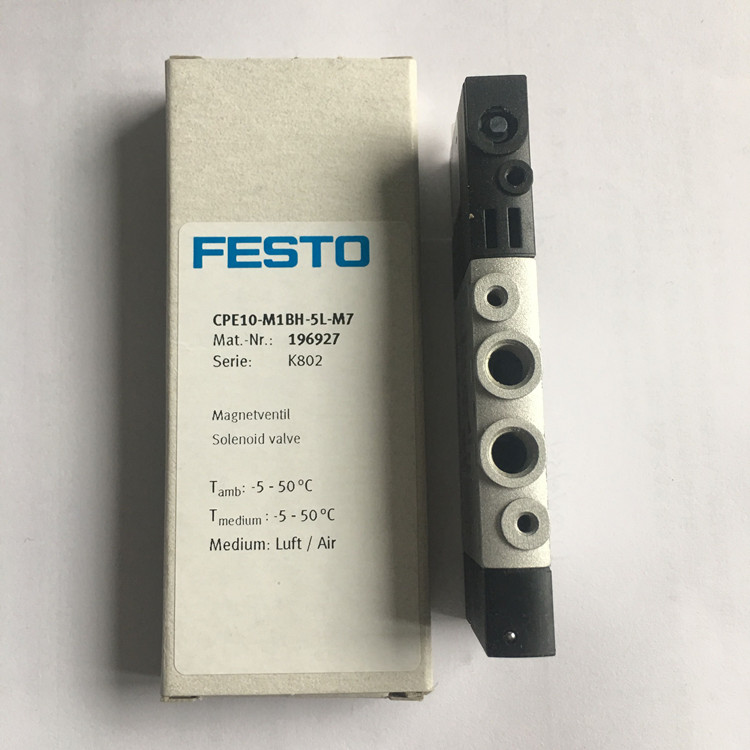 FESTO
CPE10-M1BH-5L-M7
Mat.-Nr.: 196927
Serie: K802
Magnetventil
Solenoid valve
Tamb: -5 - 50 °C
Tmedium : -5 - 50 °C
Medium: Luft / Air